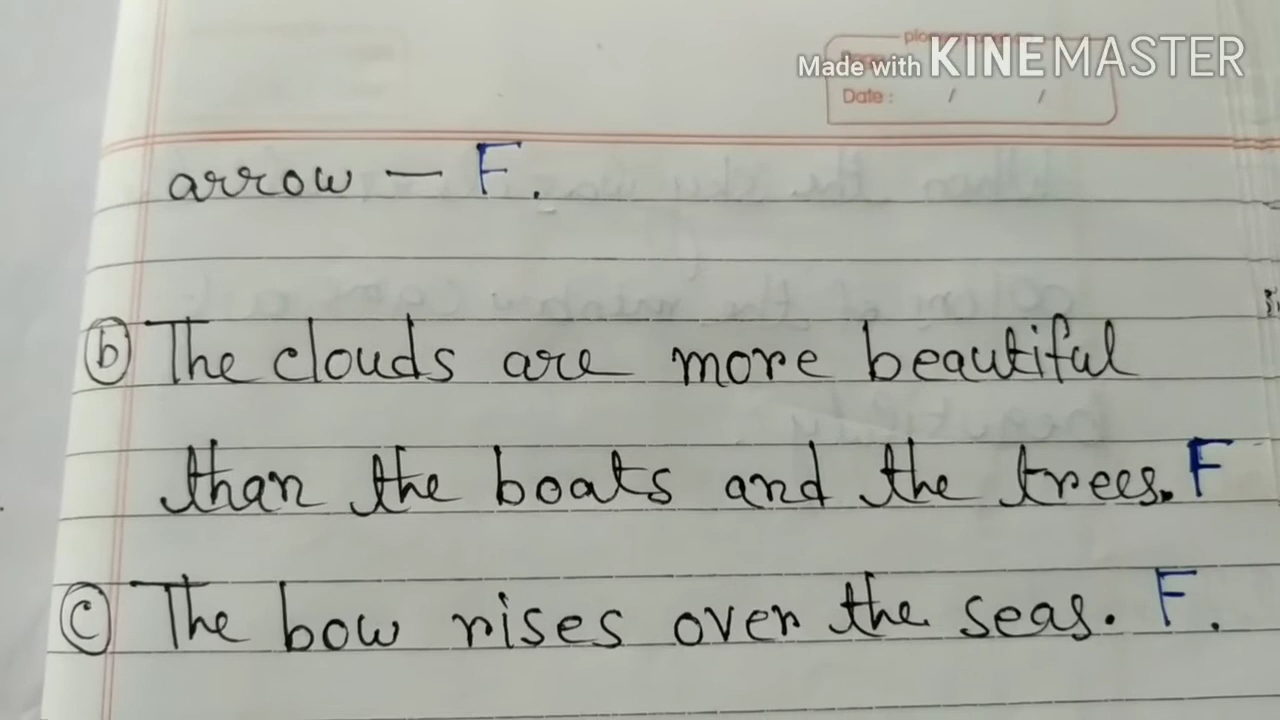 Made with KINEMASTER
Date : / /
arrow — F.
(b) The clouds are more beautiful
than the boats and the trees. F
(c) The bow rises over the seas. F.